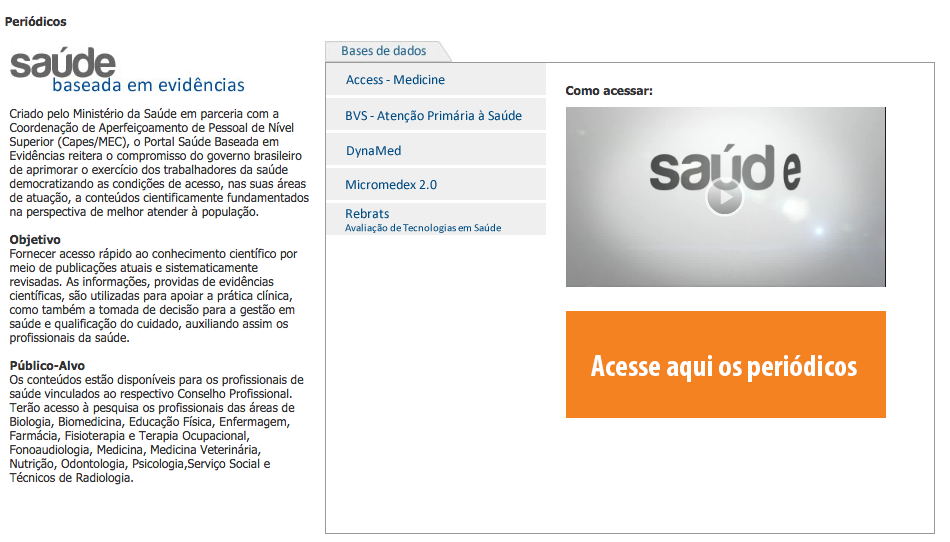 Periódicos
saúde
baseada em evidências
Criado pelo Ministério da Saúde em parceria com a
Coordenação de Aperfeiçoamento de Pessoal de Nível
Superior (Capes/MEC), o Portal Saúde Baseada em
Evidências reitera o compromisso do governo brasileiro
de aprimorar o exercício dos trabalhadores da saúde
democratizando as condições de acesso, nas suas áreas
de atuação, a conteúdos cientificamente fundamentados
na perspectiva de melhor atender à população.
Objetivo
Fornecer acesso rápido ao conhecimento científico por
meio de publicações atuais e sistematicamente
revisadas. As informações, providas de evidências
científicas, são utilizadas para apoiar a prática clínica,
como também a tomada de decisão para a gestão em
saúde e qualificação do cuidado, auxiliando assim os
profissionais da saúde.
Público-Alvo
Os conteúdos estão disponíveis para os profissionais de
saúde vinculados ao respectivo Conselho Profissional.
Terão acesso à pesquisa os profissionais das áreas de
Biologia, Biomedicina, Educação Física, Enfermagem,
Farmácia, Fisioterapia e Terapia Ocupacional,
Fonoaudiologia, Medicina, Medicina Veterinária,
Nutrição, Odontologia, Psicologia,Serviço Social e
Técnicos de Radiologia.
Bases de dados
Access - Medicine
BVS - Atenção Primária à Saúde
DynaMed
Micromedex 2.0
Rebrats
Avaliação de Tecnologias em Saúde
Como acessar:
saúde
Acesse aqui os periódicos